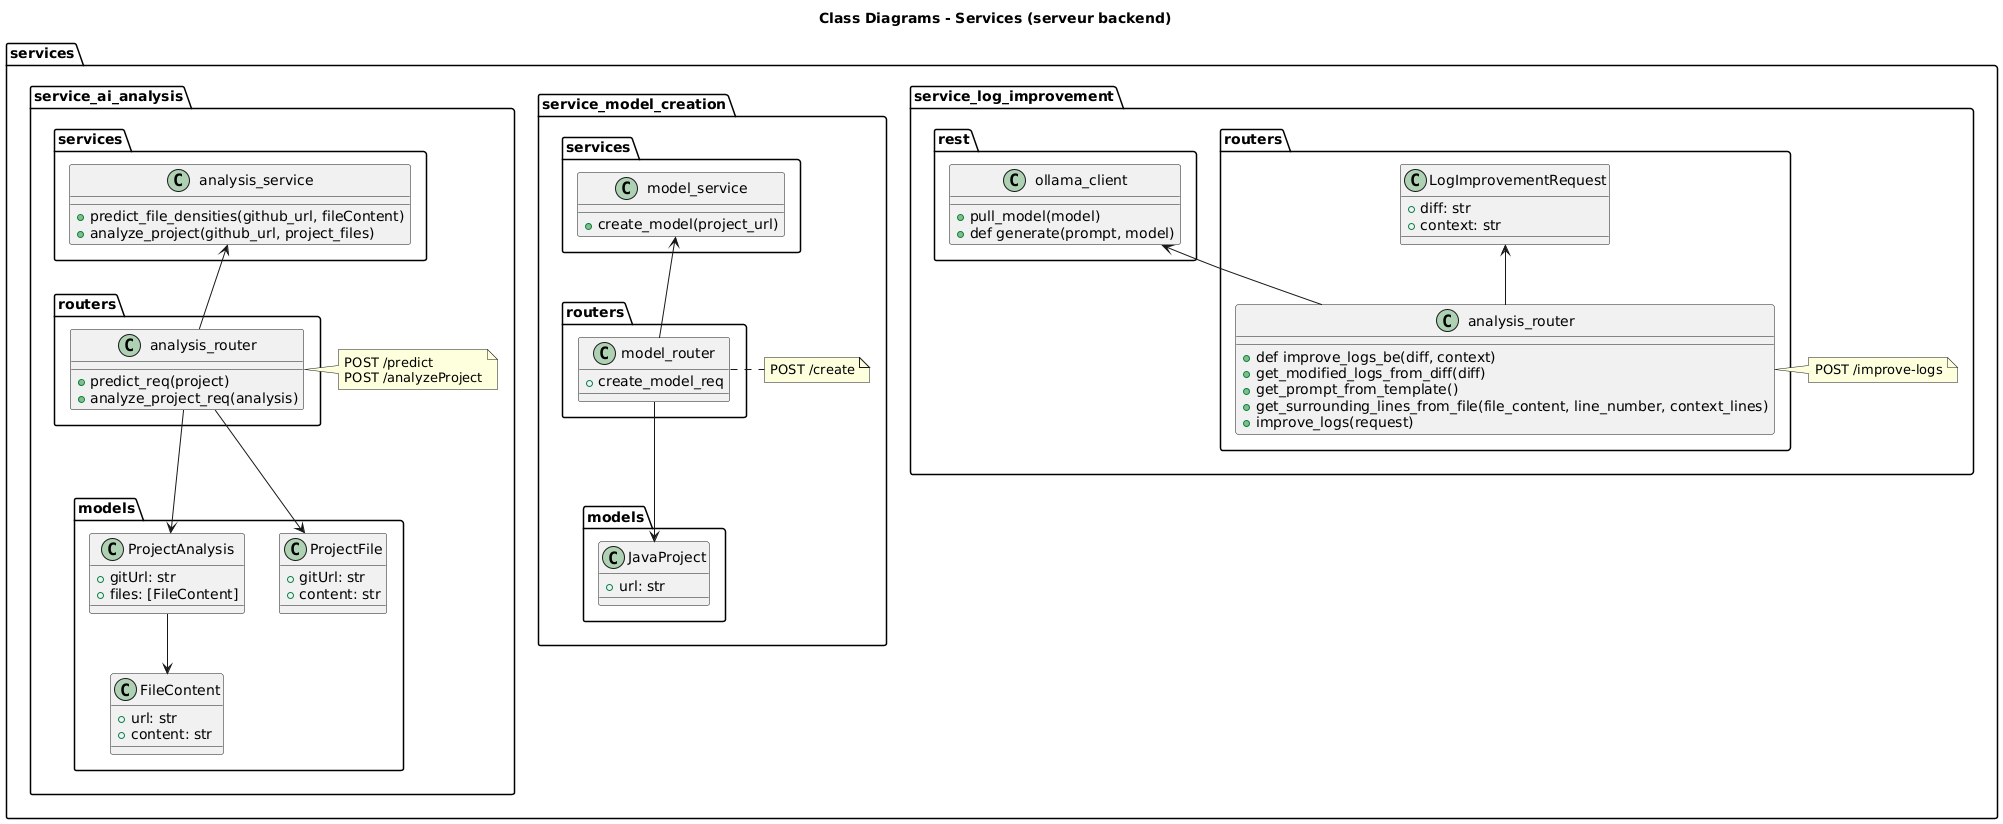 Class Diagrams - Services (serveur backend)
services
service_ai_analysis
services
C analysis_service
predict_file_densities(github_url, fileContent)
analyze_project(github_url, project_files)
routers
C analysis_router
predict_req(project)
analyze_project_req(analysis)
POST /predict
POST /analyzeProject
models
C ProjectAnalysis
gitUrl: str
files: [FileContent]
C ProjectFile
gitUrl: str
content: str
C FileContent
url: str
content: str
service_model_creation
services
C model_service
create_model(project_url)
routers
C model_router
create_model_req
POST /create
models
C JavaProject
url: str
service_log_improvement
rest
C ollama_client
pull_model(model)
def generate(prompt, model)
routers
C LogImprovementRequest
diff: str
context: str
C analysis_router
def improve_logs_be(diff, context)
get_modified_logs_from_diff(diff)
get_prompt_from_template()
get_surrounding_lines_from_file(file_content, line_number, context_lines)
improve_logs(request)
POST /improve-logs